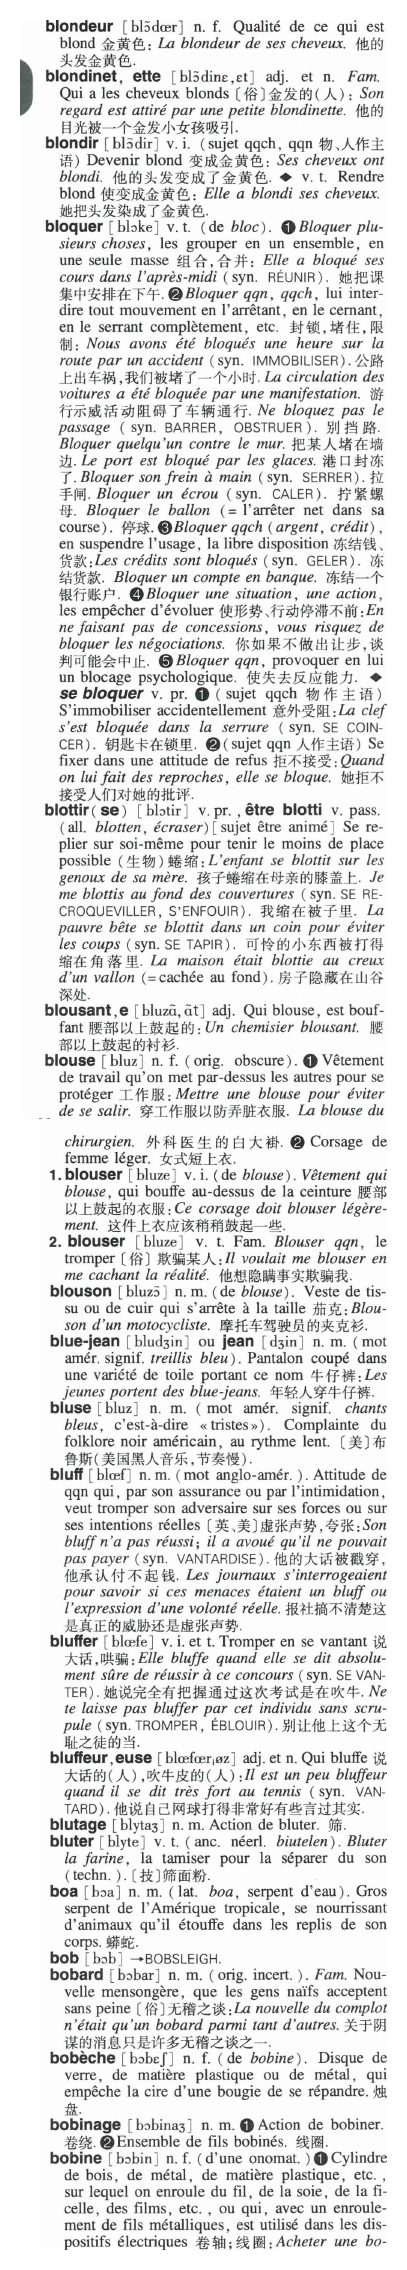 blondeur [blɔ̃dœr] n. f. Qualité de ce qui est
blond 金黄色: La blondeur de ses cheveux. 他的
头发金黄色.
blondinet, ette [blɔ̃dinɛ,ɛt] adj. et n. Fam.
Qui a les cheveux blonds〔俗〕金发的(人): Son
regard est attiré par une petite blondinette. 他的
目光被一个金发小女孩吸引.
blondir [blɔ̃dir] v. i. (sujet qqch, qqn 物、人作主
语) Devenir blond 变成金黄色: Ses cheveux ont
blondi. 他的头发变成了金黄色. ◆ v. t. Rendre
blond 使变成金黄色: Elle a blondi ses cheveux.
她把头发染成了金黄色.
bloquer [blɔke] v. t. (de bloc). ❶ Bloquer plu-
sieurs choses, les grouper en un ensemble, en
une seule masse 组合,合并: Elle a bloqué ses
cours dans l'après-midi (syn. RÉUNIR). 她把课
集中安排在下午. ❷ Bloquer qqn, qqch, lui inter-
dire tout mouvement en l'arrêtant, en le cernant,
en le serrant complètement, etc. 封锁,堵住,限
制: Nous avons été bloqués une heure sur la
route par un accident (syn. IMMOBILISER). 公路
上出车祸,我们被堵了一个小时. La circulation des
voitures a été bloquée par une manifestation. 游
行示威活动阻碍了车辆通行. Ne bloquez pas le
passage (syn. BARRER, OBSTRUER). 别挡路.
Bloquer quelqu'un contre le mur. 把某人堵在墙
边. Le port est bloqué par les glaces. 港口封冻
了. Bloquer son frein à main (syn. SERRER). 拉
手闸. Bloquer un écrou (syn. CALER). 拧紧螺
母. Bloquer le ballon (= l'arrêter net dans sa
course). 停球. ❸ Bloquer qqch (argent, crédit),
en suspendre l'usage, la libre disposition 冻结钱、
货款: Les crédits sont bloqués (syn. GELER). 冻
结货款. Bloquer un compte en banque. 冻结一个
银行账户. ❹ Bloquer une situation, une action,
les empêcher d'évoluer 使形势、行动停滞不前: En
ne faisant pas de concessions, vous risquez de
bloquer les négociations. 你如果不做出让步,谈
判可能会中止. ❺ Bloquer qqn, provoquer en lui
un blocage psychologique. 使失去反应能力. ◆
se bloquer v. pr. ❶ (sujet qqch 物作主语)
S'immobiliser accidentellement 意外受阻: La clef
s'est bloquée dans la serrure (syn. SE COIN-
CER). 钥匙卡在锁里. ❷ (sujet qqn 人作主语) Se
fixer dans une attitude de refus 拒不接受: Quand
on lui fait des reproches, elle se bloque. 她拒不
接受人们对她的批评.
blottir(se) [blɔtir] v. pr., être blotti v. pass.
(all. blotten, écraser) [sujet être animé] Se re-
plier sur soi-même pour tenir le moins de place
possible (生物)蜷缩: L'enfant se blottit sur les
genoux de sa mère. 孩子蜷缩在母亲的膝盖上. Je
me blottis au fond des couvertures (syn. SE RE-
CROQUEVILLER, S'ENFOUIR). 我缩在被子里. La
pauvre bête se blottit dans un coin pour éviter
les coups (syn. SE TAPIR). 可怜的小东西被打得
缩在角落里. La maison était blottie au creux
d'un vallon (= cachée au fond). 房子隐藏在山谷
深处.
blousant,e [bluzɑ̃,ɑ̃t] adj. Qui blouse, est bouf-
fant 腰部以上鼓起的: Un chemisier blousant. 腰
部以上鼓起的衬衫.
blouse [bluz] n. f. (orig. obscure). ❶ Vêtement
de travail qu'on met par-dessus les autres pour se
protéger 工作服: Mettre une blouse pour éviter
de se salir. 穿工作服以防弄脏衣服. La blouse du
chirurgien. 外科医生的白大褂. ❷ Corsage de
femme léger. 女式短上衣.
1. blouser [bluze] v. i. (de blouse). Vêtement qui
blouse, qui bouffe au-dessus de la ceinture 腰部
以上鼓起的衣服: Ce corsage doit blouser légère-
ment. 这件上衣应该稍稍鼓起一些.
2. blouser [bluze] v. t. Fam. Blouser qqn, le
tromper〔俗〕欺骗某人: Il voulait me blouser en
me cachant la réalité. 他想隐瞒事实欺骗我.
blouson [bluzɔ̃] n. m. (de blouse). Veste de tis-
su ou de cuir qui s'arrête à la taille 茄克: Blou-
son d'un motocycliste. 摩托车驾驶员的夹克衫.
blue-jean [bludʒin] ou jean [dʒin] n. m. (mot
amér. signif. treillis bleu). Pantalon coupé dans
une variété de toile portant ce nom 牛仔裤: Les
jeunes portent des blue-jeans. 年轻人穿牛仔裤.
bluse [bluz] n. m. (mot amér. signif. chants
bleus, c'est-à-dire «tristes»). Complainte du
folklore noir américain, au rythme lent. 〔美〕布
鲁斯(美国黑人音乐,节奏慢).
bluff [blœf] n. m. (mot anglo-amér.). Attitude de
qqn qui, par son assurance ou par l'intimidation,
veut tromper son adversaire sur ses forces ou sur
ses intentions réelles〔英、美〕虚张声势,夸张: Son
bluff n'a pas réussi; il a avoué qu'il ne pouvait
pas payer (syn. VANTARDISE). 他的大话被戳穿,
他承认付不起钱. Les journaux s'interrogeaient
pour savoir si ces menaces étaient un bluff ou
l'expression d'une volonté réelle. 报社搞不清楚这
是真正的威胁还是虚张声势.
bluffer [blœfe] v. i. et t. Tromper en se vantant 说
大话,哄骗: Elle bluffe quand elle se dit absolu-
ment sûre de réussir à ce concours (syn. SE VAN-
TER). 她说完全有把握通过这次考试是在吹牛. Ne
te laisse pas bluffer par cet individu sans scru-
pule (syn. TROMPER, ÉBLOUIR). 别让他上这个无
耻之徒的当.
bluffeur,euse [blœfœr,øz] adj. et n. Qui bluffe 说
大话的(人),吹牛皮的(人): Il est un peu bluffeur
quand il se dit très fort au tennis (syn. VAN-
TARD). 他说自己网球打得非常好有些言过其实.
blutage [blytaʒ] n. m. Action de bluter. 筛.
bluter [blyte] v. t. (anc. néerl. biutelen). Bluter
la farine, la tamiser pour la séparer du son
(techn.).〔技〕筛面粉.
boa [bɔa] n. m. (lat. boa, serpent d'eau). Gros
serpent de l'Amérique tropicale, se nourrissant
d'animaux qu'il étouffe dans les replis de son
corps. 蟒蛇.
bob [bɔb] →BOBSLEIGH.
bobard [bɔbar] n. m. (orig. incert.). Fam. Nou-
velle mensongère, que les gens naïfs acceptent
sans peine〔俗〕无稽之谈: La nouvelle du complot
n'était qu'un bobard parmi tant d'autres. 关于阴
谋的消息只是许多无稽之谈之一.
bobèche [bɔbɛʃ] n. f. (de bobine). Disque de
verre, de matière plastique ou de métal, qui
empêche la cire d'une bougie de se répandre. 烛
盘.
bobinage [bɔbinaʒ] n. m. ❶ Action de bobiner.
卷绕. ❷ Ensemble de fils bobinés. 线圈.
bobine [bɔbin] n. f. (d'une onomat.) ❶ Cylindre
de bois, de métal, de matière plastique, etc.,
sur lequel on enroule du fil, de la soie, de la fi-
celle, des films, etc., ou qui, avec un enroule-
ment de fils métalliques, est utilisé dans les dis-
positifs électriques 卷轴;线圈: Acheter une bo-